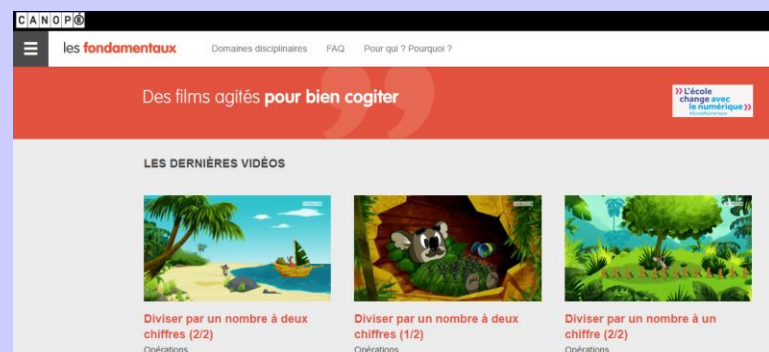 CANOPÉ
les fondamentaux
Domaines disciplinaires FAQ Pour qui ? Pourquoi ?
Des films agités pour bien cogiter
L'école
change avec
le numérique
#EcoleNumerique
LES DERNIÈRES VIDÉOS
Diviser par un nombre à deux
chiffres (2/2)
Opérations
Diviser par un nombre à deux
chiffres (1/2)
Opérations
Diviser par un nombre à un
chiffre (2/2)
Opérations